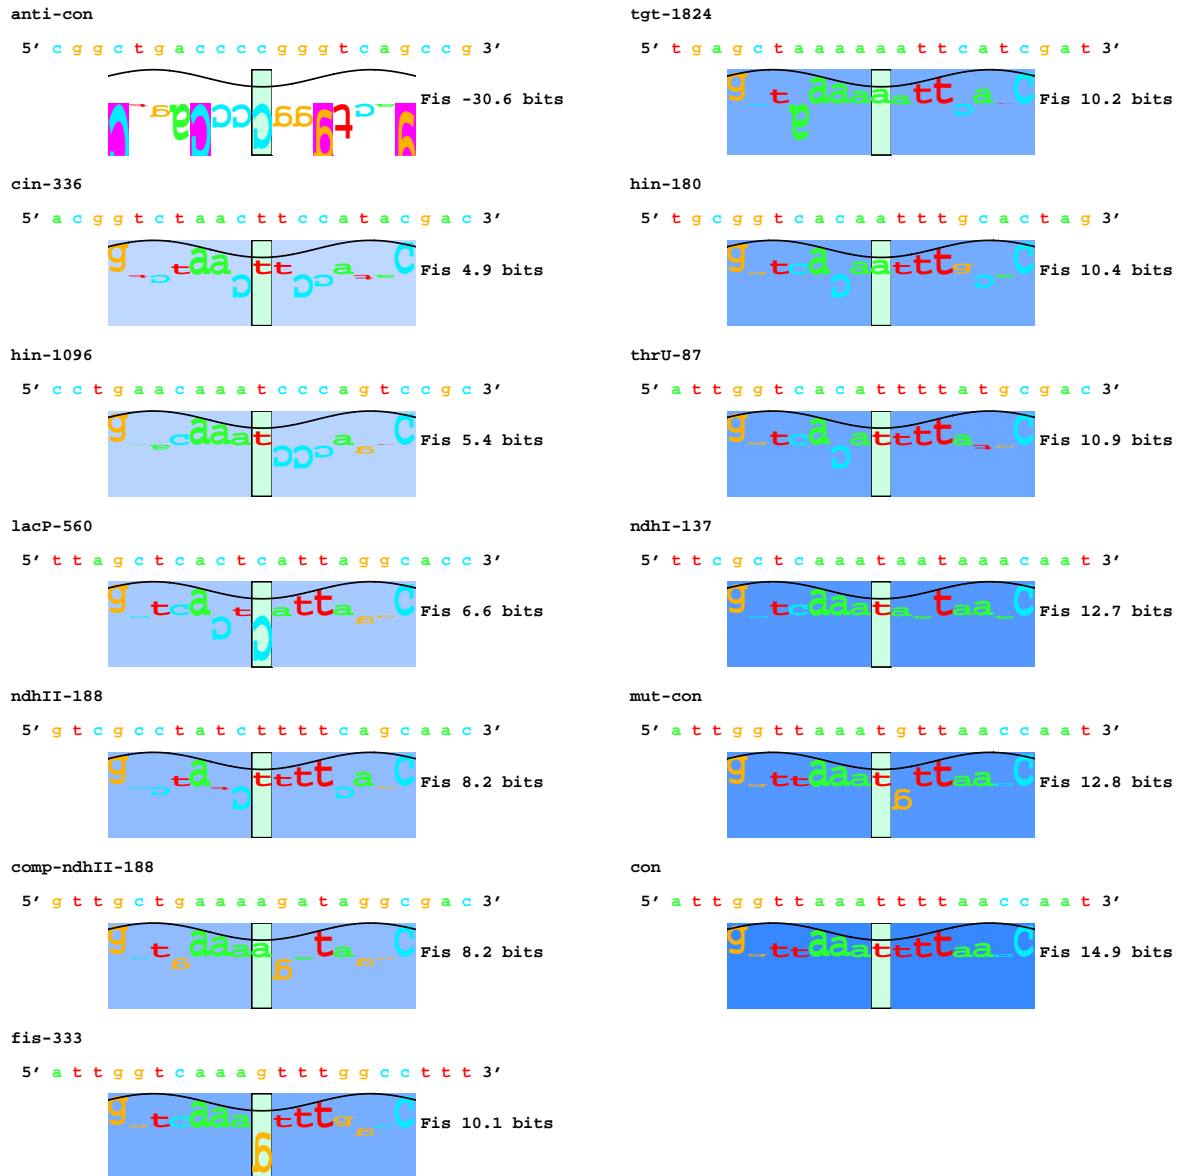 anti-con
5′ c g g c t g a c c c c g g g t c a g c c g 3′
Fis -30.6 bits
cin-336
5′ a c g g t c t a a c t t c c a t a c g a c 3′
Fis 4.9 bits
hin-1096
5′ c c t g a a c a a a t c c c a g t c c g c 3′
Fis 5.4 bits
lacP-560
5′ t t a g c t c a c t c a t t a g g c a c c 3′
Fis 6.6 bits
ndhII-188
5′ g t c g c c t a t c t t t t c a g c a a c 3′
Fis 8.2 bits
comp-ndhII-188
5′ g t t g c t g a a a a g a t a g g c g a c 3′
Fis 8.2 bits
fis-333
5′ a t t g g t c a a a g t t t g g c c t t t 3′
Fis 10.1 bits
tgt-1824
5′ t g a g c t a a a a a a t t c a t c g a t 3′
Fis 10.2 bits
hin-180
5′ t g c g g t c a c a a t t t g c a c t a g 3′
Fis 10.4 bits
thrU-87
5′ a t t g g t c a c a t t t t a t g c g a c 3′
Fis 10.9 bits
ndhI-137
5′ t t c g c t c a a a t a a t a a a c a a t 3′
Fis 12.7 bits
mut-con
5′ a t t g g t t a a a t g t t a a c c a a t 3′
Fis 12.8 bits
con
5′ a t t g g t t a a a t t t t a a c c a a t 3′
Fis 14.9 bits